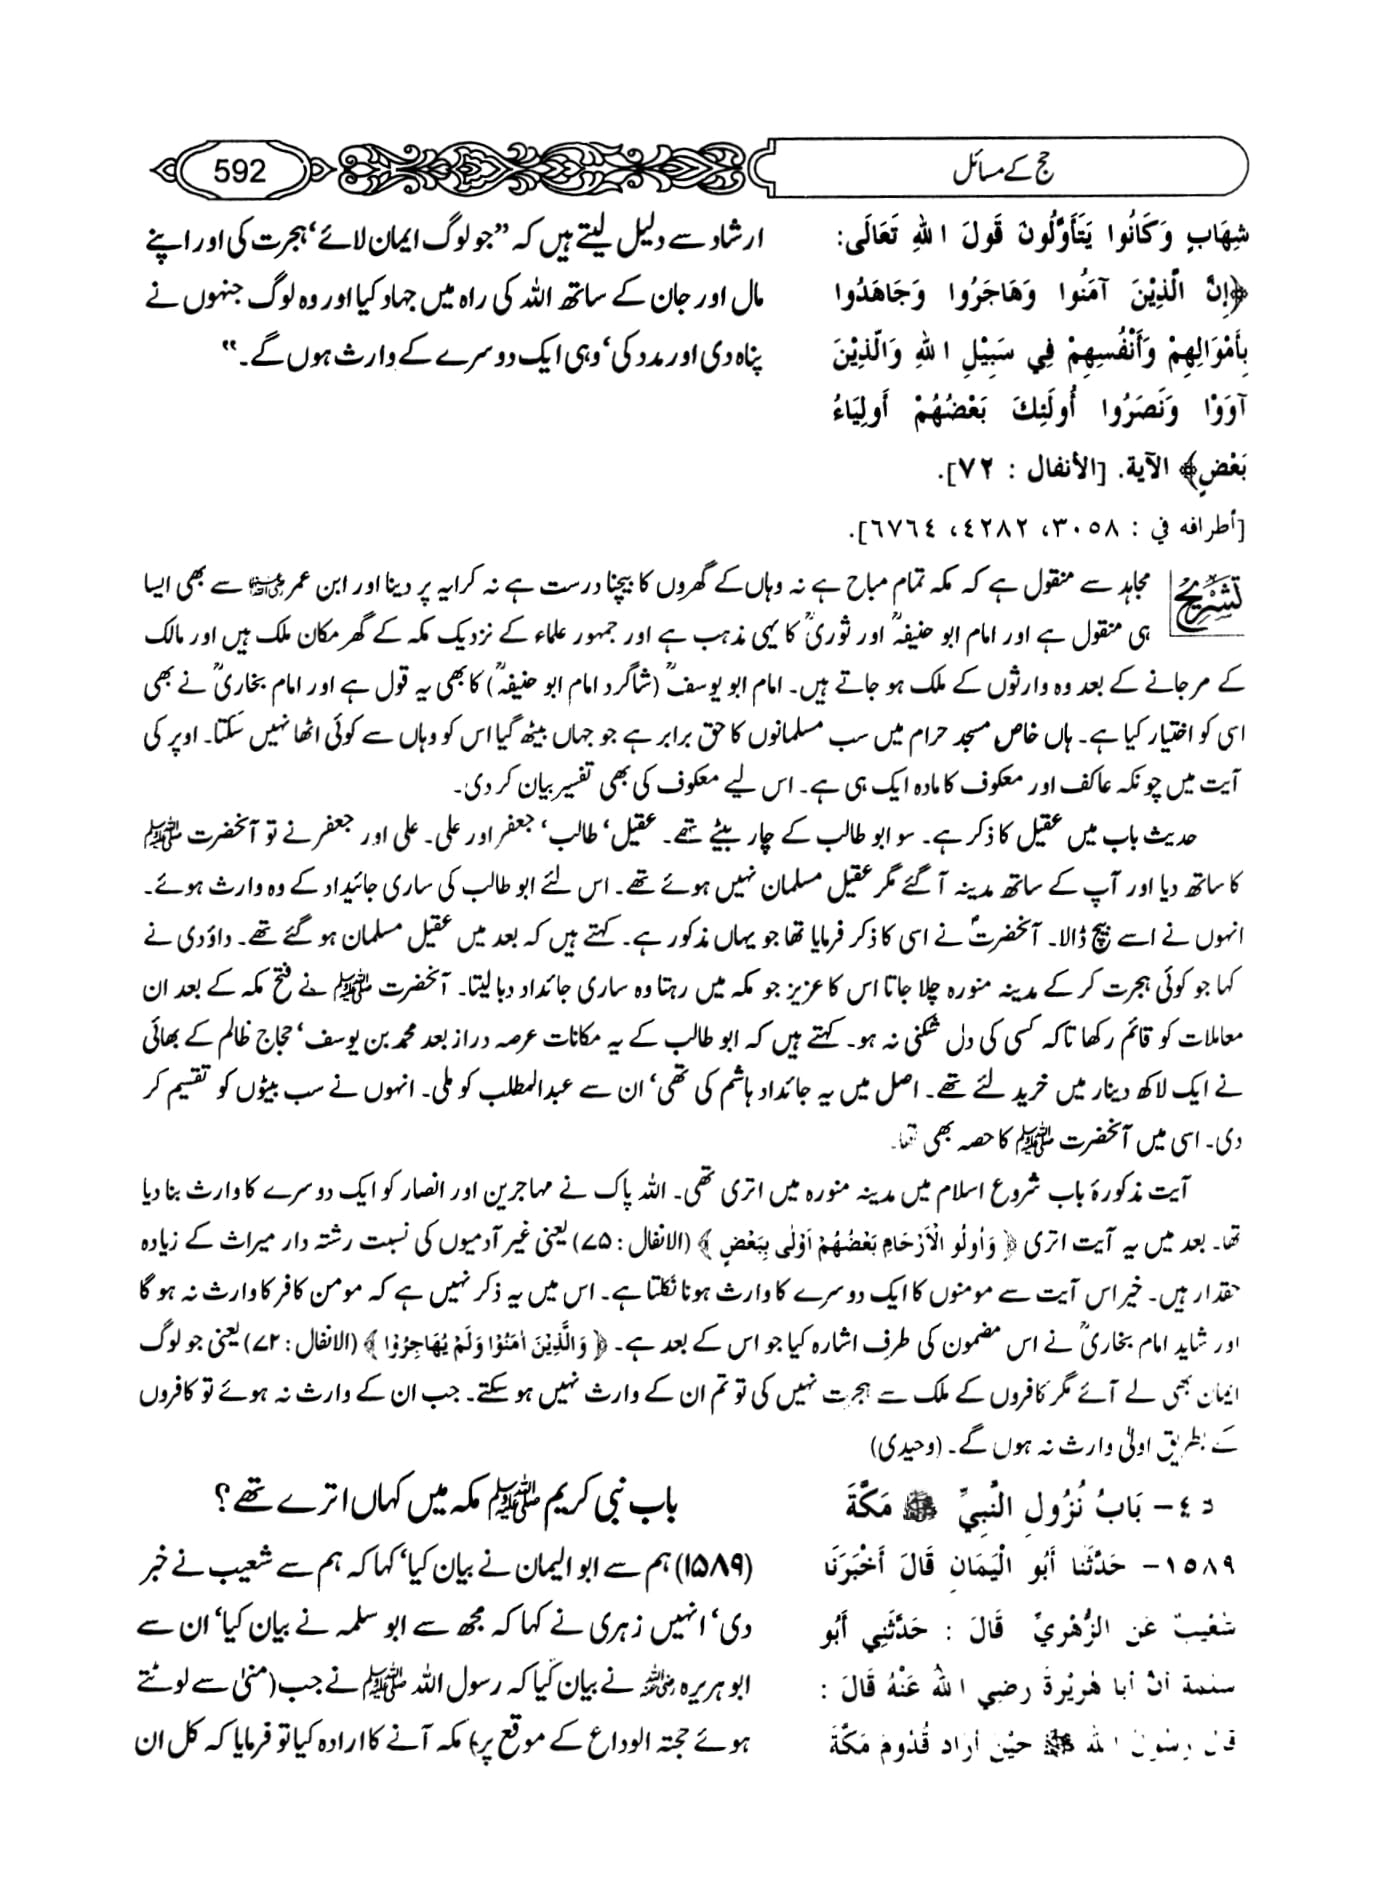 592
حج کے مسائل
شِهَابٍ وَكَانُوا يَتَأَوَّلُونَ قَولَ اللهِ تَعَالَى:
﴿إِنَّ الَّذِيْنَ آمَنُوا وَهَاجَرُوا وَجَاهَدُوا
بِأَمْوَالِهِمْ وَأَنْفُسِهِمْ فِي سَبِيْلِ اللهِ وَالَّذِيْنَ
آوَوْا وَنَصَرُوا أُولَئِكَ بَعْضُهُمْ أَولِيَاءُ
بَعْضٍ﴾ الآية. [الأنفال : ٧٢].
[أطرافه في : ٣٠٥٨، ٤٢٨٢، ٦٧٦٤].
ارشاد سے دلیل لیتے ہیں کہ ”جو لوگ ایمان لائے‘ ہجرت کی اور اپنے
مال اور جان کے ساتھ اللہ کی راہ میں جہاد کیا اور وہ لوگ جنہوں نے
پناہ دی اور مدد کی‘ وہی ایک دوسرے کے وارث ہوں گے۔“
تشریح مجاہد سے منقول ہے کہ مکہ تمام مباح ہے نہ وہاں کے گھروں کا بیچنا درست ہے نہ کرایہ پر دینا اور ابن عمر رضی اللہ عنہما سے بھی ایسا
ہی منقول ہے اور امام ابو حنیفہؒ اور ثوریؒ کا یہی مذہب ہے اور جمہور علماء کے نزدیک مکہ کے گھر مکان ملک ہیں اور مالک
کے مر جانے کے بعد وہ وارثوں کے ملک ہو جاتے ہیں۔ امام ابو یوسفؒ (شاگرد امام ابو حنیفہؒ) کا بھی یہ قول ہے اور امام بخاریؒ نے بھی
اسی کو اختیار کیا ہے۔ ہاں خاص مسجد حرام میں سب مسلمانوں کا حق برابر ہے جو جہاں بیٹھ گیا اس کو وہاں سے کوئی اٹھا نہیں سکتا۔ اوپر کی
آیت میں چونکہ عاکف اور معکوف کا مادہ ایک ہی ہے۔ اس لیے معکوف کی بھی تفسیر بیان کر دی۔
حدیث باب میں عقیل کا ذکر ہے۔ سو ابو طالب کے چار بیٹے تھے۔ عقیل‘ طالب‘ جعفر اور علی۔ علی اور جعفر نے تو آنحضرت ﷺ
کا ساتھ دیا اور آپ کے ساتھ مدینہ آ گئے مگر عقیل مسلمان نہیں ہوئے تھے۔ اس لئے ابو طالب کی ساری جائیداد کے وہ وارث ہوئے۔
انہوں نے اسے بیچ ڈالا۔ آنحضرتؐ نے اسی کا ذکر فرمایا تھا جو یہاں مذکور ہے۔ کہتے ہیں کہ بعد میں عقیل مسلمان ہو گئے تھے۔ داؤدی نے
کہا جو کوئی ہجرت کر کے مدینہ منورہ چلا جاتا اس کا عزیز جو مکہ میں رہتا وہ ساری جائداد دبا لیتا۔ آنحضرت ﷺ نے فتح مکہ کے بعد ان
معاملات کو قائم رکھا تاکہ کسی کی دل شکنی نہ ہو۔ کہتے ہیں کہ ابو طالب کے یہ مکانات عرصہ دراز بعد محمد بن یوسف‘ حجاج ظالم کے بھائی
نے ایک لاکھ دینار میں خرید لئے تھے۔ اصل میں یہ جائداد ہاشم کی تھی‘ ان سے عبدالمطلب کو ملی۔ انہوں نے سب بیٹوں کو تقسیم کر
دی۔ اسی میں آنحضرت ﷺ کا حصہ بھی تھا۔
آیت مذکورۂ باب شروع اسلام میں مدینہ منورہ میں اتری تھی۔ اللہ پاک نے مہاجرین اور انصار کو ایک دوسرے کا وارث بنا دیا
تھا۔ بعد میں یہ آیت اتری ﴿ وَاُولُو الْاَرْحَامِ بَعْضُهُمْ اَوْلٰى بِبَعْضٍ ﴾ (الانفال : ۷۵) یعنی غیر آدمیوں کی نسبت رشتہ دار میراث کے زیادہ
حقدار ہیں۔ خیر اس آیت سے مومنوں کا ایک دوسرے کا وارث ہونا نکلتا ہے۔ اس میں یہ ذکر نہیں ہے کہ مومن کافر کا وارث نہ ہو گا
اور شاید امام بخاریؒ نے اس مضمون کی طرف اشارہ کیا جو اس کے بعد ہے۔ ﴿ وَالَّذِيْنَ اٰمَنُوْا وَلَمْ يُهَاجِرُوْا ﴾ (الانفال : ۷۲) یعنی جو لوگ
ایمان بھی لے آئے مگر کافروں کے ملک سے ہجرت نہیں کی تو تم ان کے وارث نہیں ہو سکتے۔ جب ان کے وارث نہ ہوئے تو کافروں
کے بطریق اولیٰ وارث نہ ہوں گے۔ (وحیدی)
٤٥- بَابُ نُزُولِ النَّبِيِّ ﷺ مَكَّةَ
باب نبی کریم ﷺ مکہ میں کہاں اترے تھے؟
١٥٨٩- حَدَّثَنَا أَبُو الْيَمَانِ قَالَ أَخْبَرَنَا
شُعَيْبٌ عَنِ الزُّهْرِيِّ قَالَ : حَدَّثَنِي أَبُو
سَلَمَةَ أَنَّ أَبَا هُرَيْرَةَ رَضِيَ اللهُ عَنْهُ قَالَ :
قَالَ رَسُولُ اللهِ ﷺ حِيْنَ أَرَادَ قُدُومَ مَكَّةَ
(۱۵۸۹) ہم سے ابو الیمان نے بیان کیا‘ کہا کہ ہم سے شعیب نے خبر
دی‘ انہیں زہری نے کہا کہ مجھ سے ابو سلمہ نے بیان کیا‘ ان سے
ابو ہریرہ رضی اللہ عنہ نے بیان کیا کہ رسول اللہ ﷺ نے جب (منیٰ سے لوٹتے
ہوئے حجتہ الوداع کے موقع پر) مکہ آنے کا ارادہ کیا تو فرمایا کہ کل ان